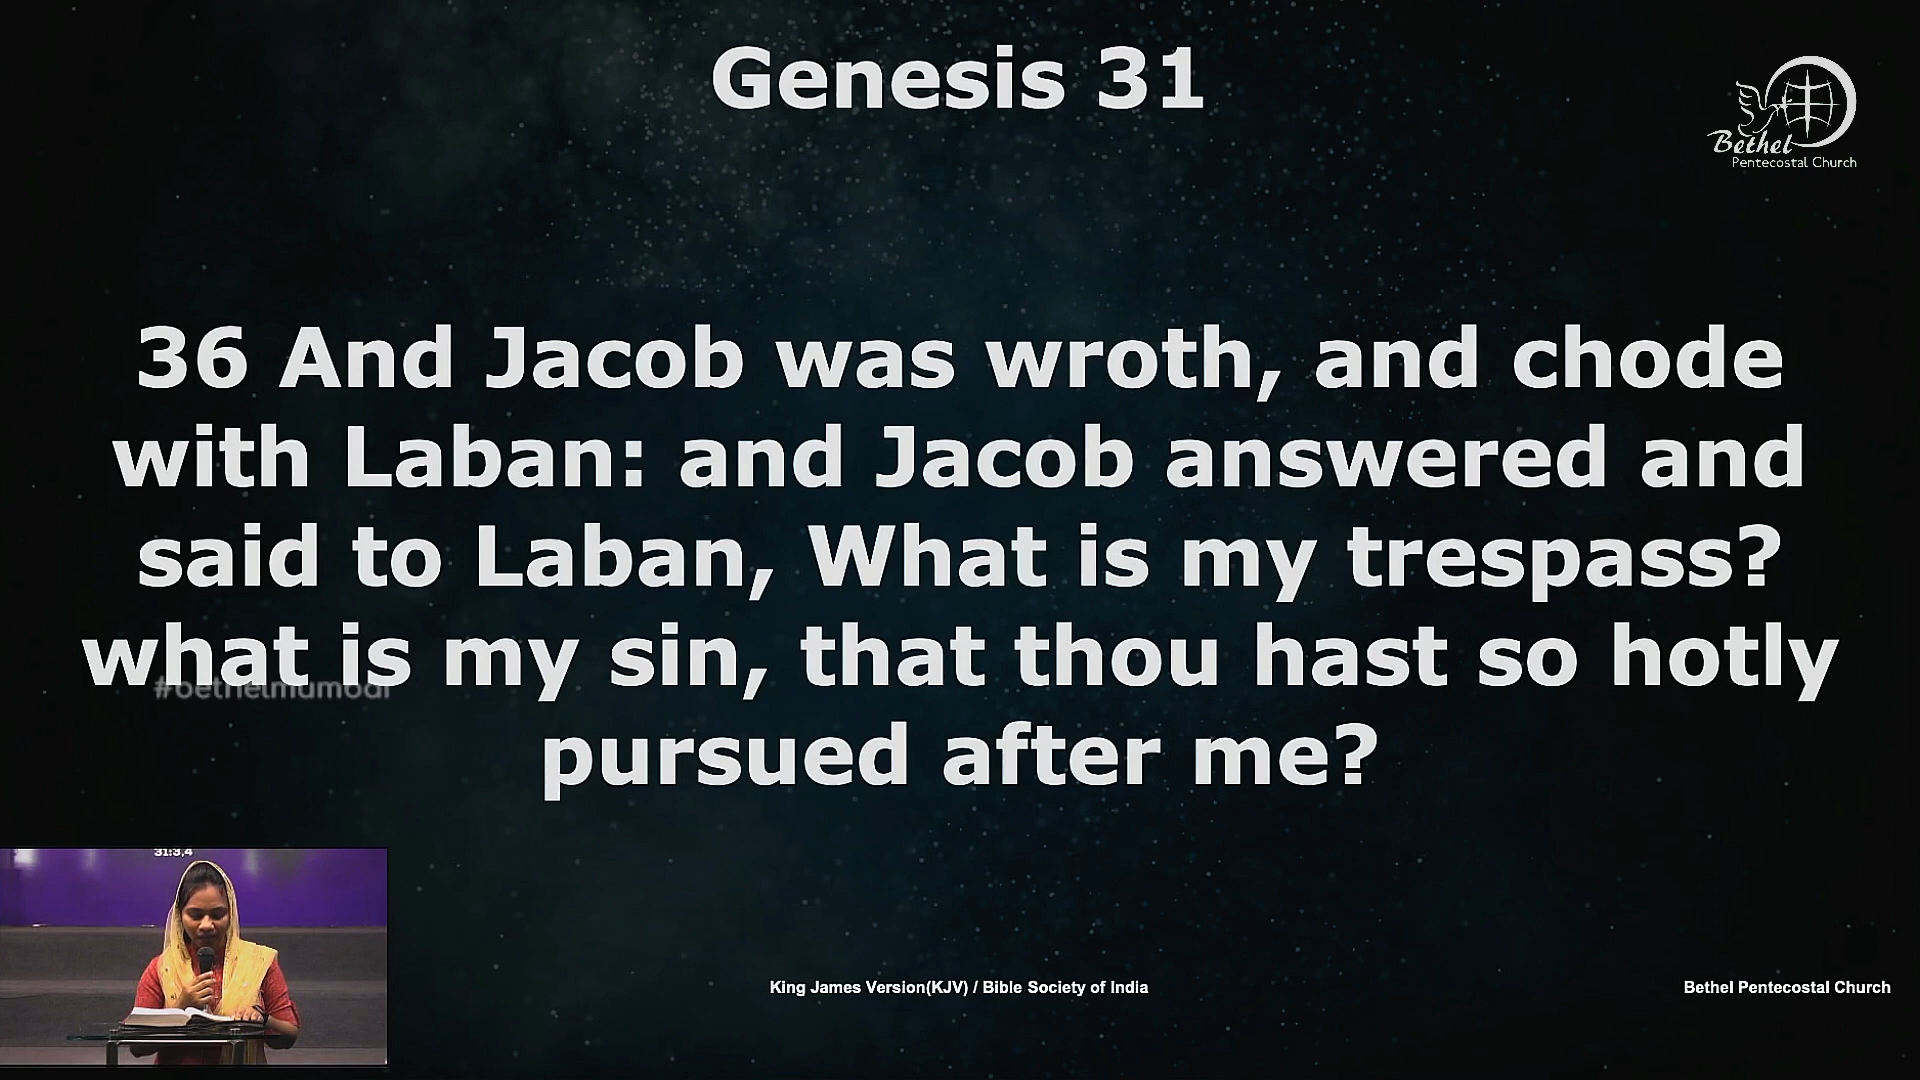 Genesis 31
Bethel
Pentecostal Church
36 And Jacob was wroth, and chode
with Laban: and Jacob answered and
said to Laban, What is my trespass?
what is my sin, that thou hast so hotly
#bethelmumbai
pursued after me?
31:3,4
King James Version(KJV) / Bible Society of India
Bethel Pentecostal Church